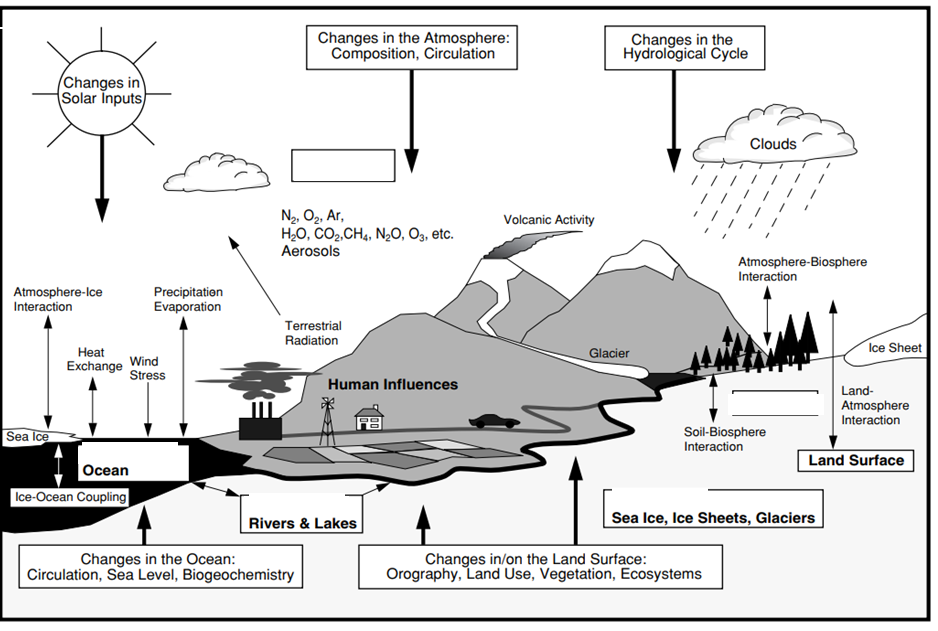 Changes in the Atmosphere:
Composition, Circulation
Changes in the
Hydrological Cycle
Changes in
Solar Inputs
Clouds
N₂, O₂, Ar,
H₂O, CO₂,CH₄, N₂O, O₃, etc.
Aerosols
Volcanic Activity
Atmosphere-Biosphere
Interaction
Atmosphere-Ice
Interaction
Precipitation
Evaporation
Terrestrial
Radiation
Heat
Exchange
Wind
Stress
Glacier
Ice Sheet
Human Influences
Land-
Atmosphere
Interaction
Soil-Biosphere
Interaction
Sea Ice
Ocean
Land Surface
Ice-Ocean Coupling
Rivers & Lakes
Sea Ice, Ice Sheets, Glaciers
Changes in the Ocean:
Circulation, Sea Level, Biogeochemistry
Changes in/on the Land Surface:
Orography, Land Use, Vegetation, Ecosystems